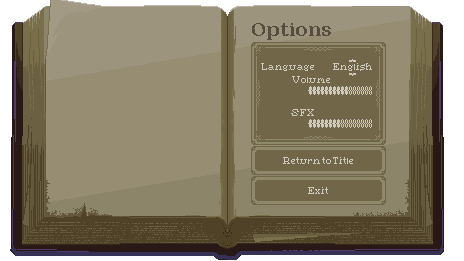 Options
Language English
Volume
SFX
Return to Title
Exit